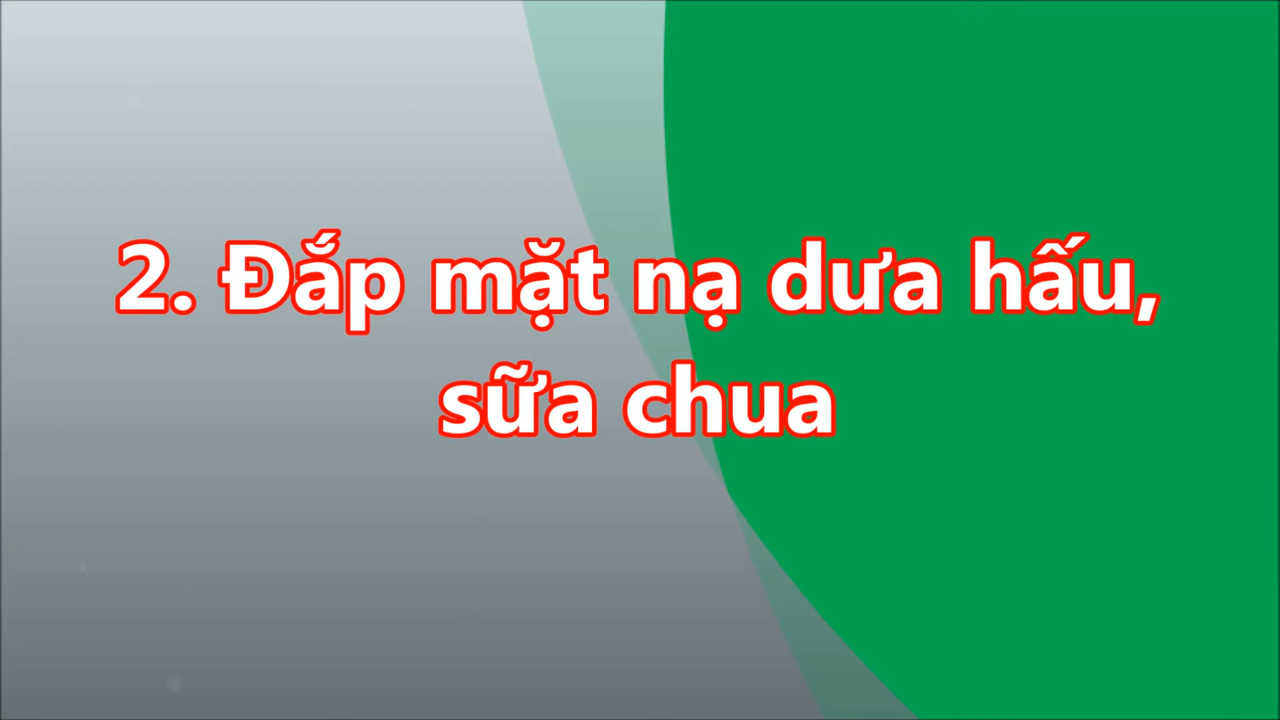 2. Đắp mặt nạ dưa hấu,
sữa chua